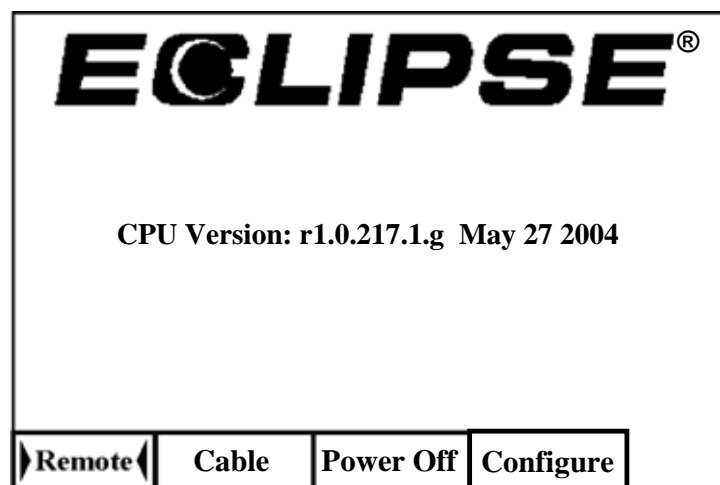 ECLIPSE®
CPU Version: r1.0.217.1.g May 27 2004
Remote Cable Power Off Configure